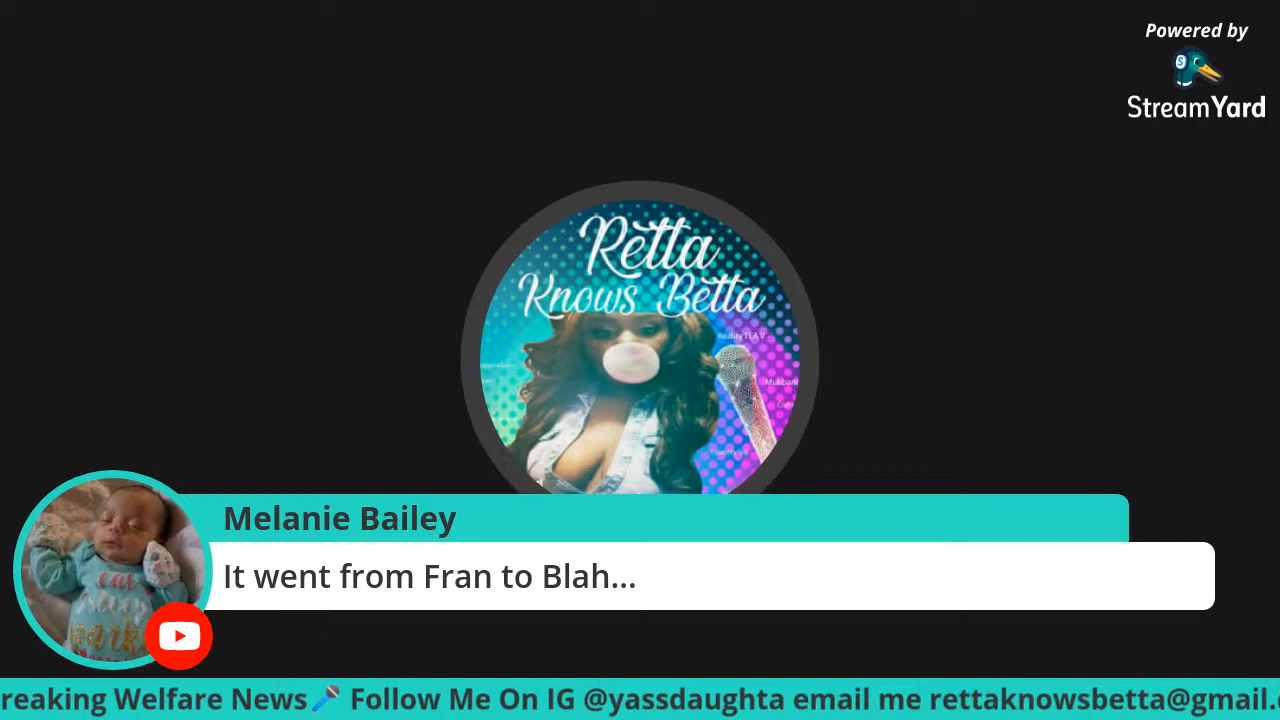 Powered by
StreamYard
Retta
Knows Betta
Melanie Bailey
It went from Fran to Blah...
reaking Welfare News🎤 Follow Me On IG @yassdaughta email me rettaknowsbetta@gmail.